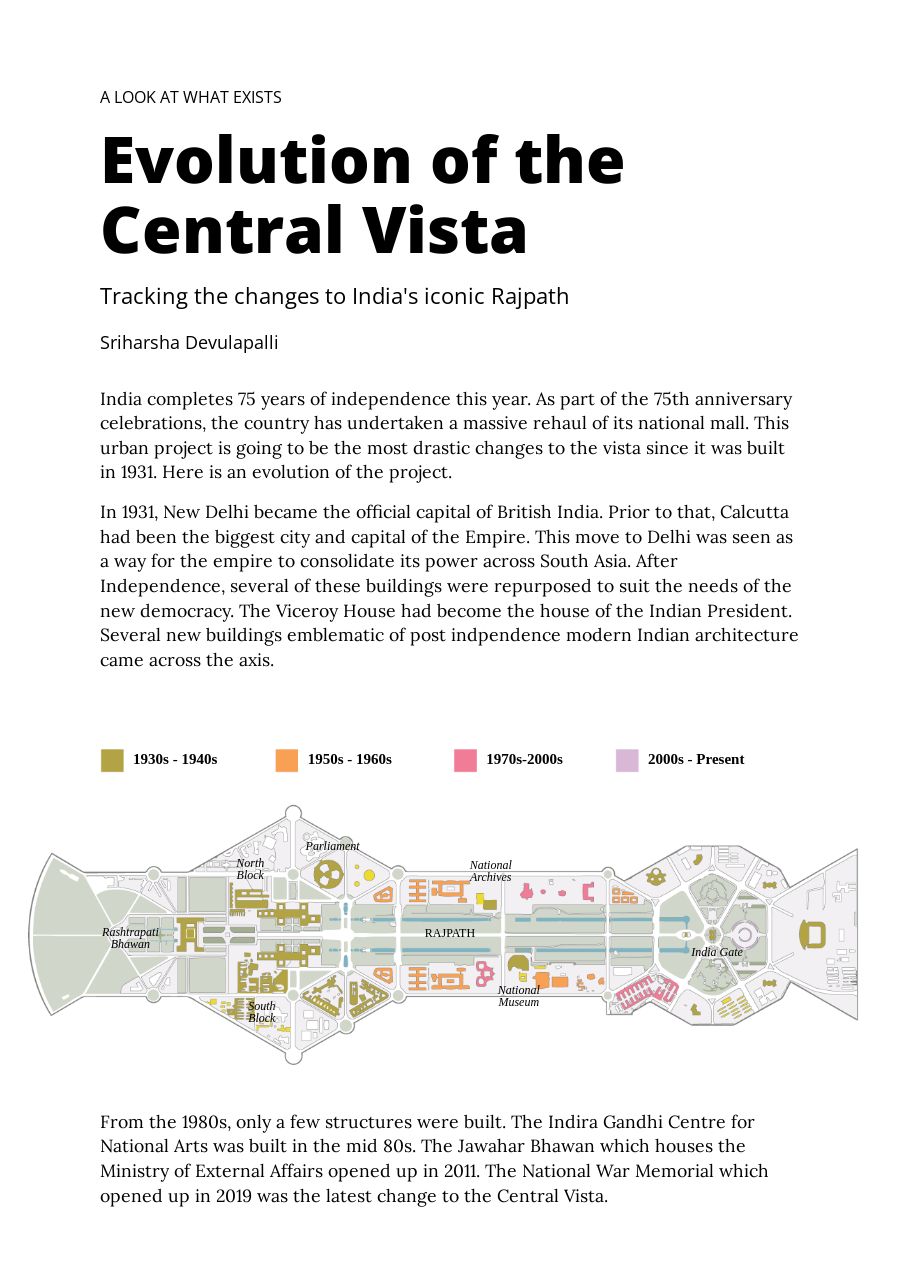 A LOOK AT WHAT EXISTS
Evolution of the
Central Vista
Tracking the changes to India's iconic Rajpath
Sriharsha Devulapalli
India completes 75 years of independence this year. As part of the 75th anniversary
celebrations, the country has undertaken a massive rehaul of its national mall. This
urban project is going to be the most drastic changes to the vista since it was built
in 1931. Here is an evolution of the project.
In 1931, New Delhi became the official capital of British India. Prior to that, Calcutta
had been the biggest city and capital of the Empire. This move to Delhi was seen as
a way for the empire to consolidate its power across South Asia. After
Independence, several of these buildings were repurposed to suit the needs of the
new democracy. The Viceroy House had become the house of the Indian President.
Several new buildings emblematic of post indpendence modern Indian architecture
came across the axis.
1930s - 1940s
1950s - 1960s
1970s-2000s
2000s - Present
Parliament
North
Block
National
Archives
Rashtrapati
Bhawan
RAJPATH
India Gate
National
Museum
South
Block
From the 1980s, only a few structures were built. The Indira Gandhi Centre for
National Arts was built in the mid 80s. The Jawahar Bhawan which houses the
Ministry of External Affairs opened up in 2011. The National War Memorial which
opened up in 2019 was the latest change to the Central Vista.